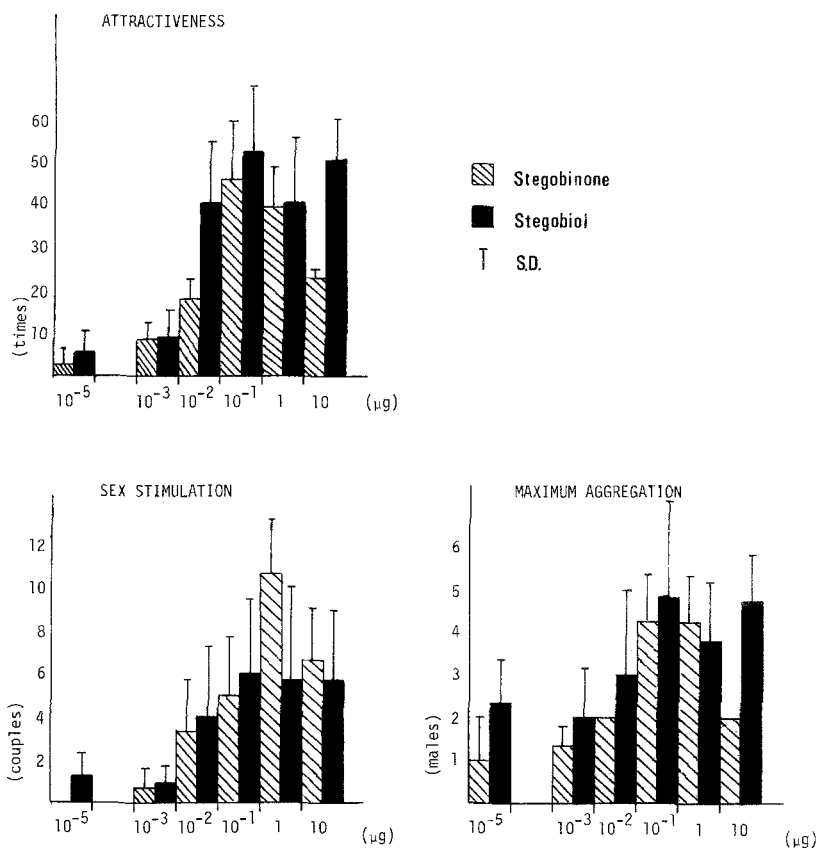 ATTRACTIVENESS
60
50
40
30
20
10
(times)
10⁻⁵ 10⁻³ 10⁻² 10⁻¹ 1 10 (µg)
Stegobinone
Stegobiol
S.D.
SEX STIMULATION
12
10
8
6
4
2
(couples)
10⁻⁵ 10⁻³ 10⁻² 10⁻¹ 1 10 (µg)
MAXIMUM AGGREGATION
6
5
4
3
2
1
(males)
10⁻⁵ 10⁻³ 10⁻² 10⁻¹ 1 10 (µg)